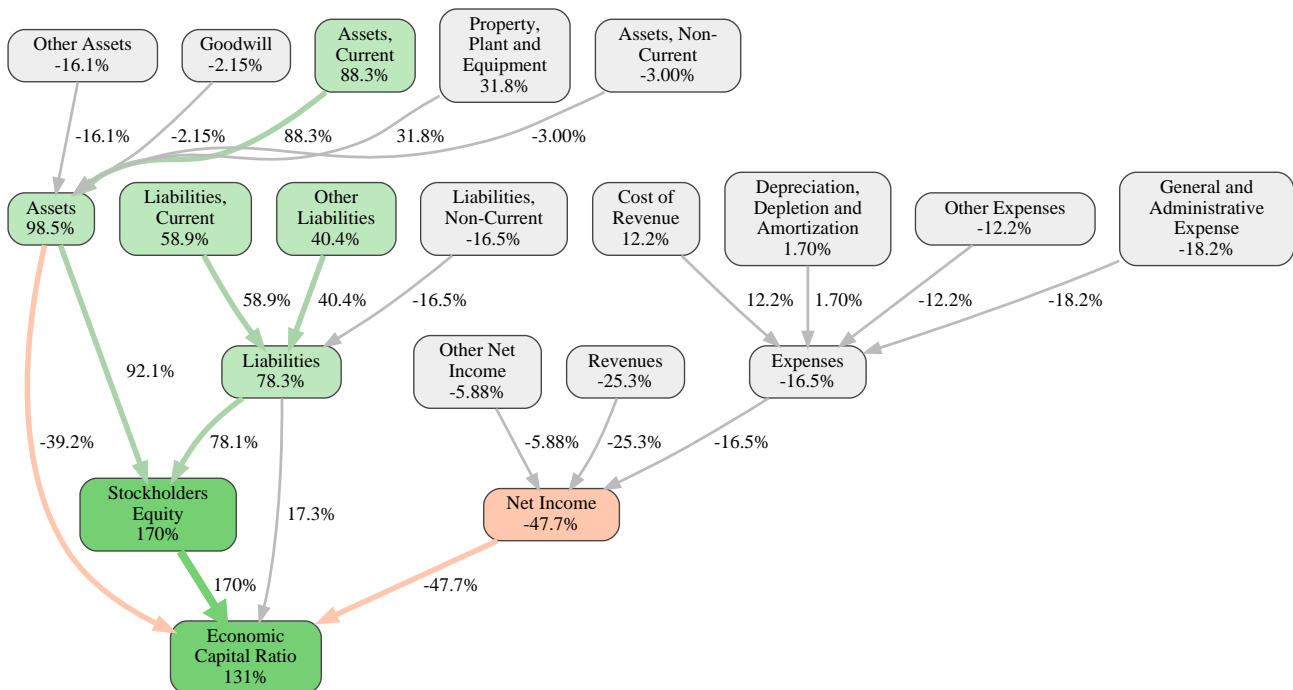 Other Assets
-16.1%
Goodwill
-2.15%
Assets,
Current
88.3%
Property,
Plant and
Equipment
31.8%
Assets, Non-
Current
-3.00%
-16.1%
-2.15%
88.3%
31.8%
-3.00%
Assets
98.5%
Liabilities,
Current
58.9%
Other
Liabilities
40.4%
Liabilities,
Non-Current
-16.5%
Cost of
Revenue
12.2%
Depreciation,
Depletion and
Amortization
1.70%
Other Expenses
-12.2%
General and
Administrative
Expense
-18.2%
58.9%
40.4%
-16.5%
12.2%
1.70%
-12.2%
-18.2%
Liabilities
78.3%
Other Net
Income
-5.88%
Revenues
-25.3%
Expenses
-16.5%
92.1%
-39.2%
78.1%
-5.88%
-25.3%
-16.5%
Stockholders
Equity
170%
17.3%
Net Income
-47.7%
170%
-47.7%
Economic
Capital Ratio
131%